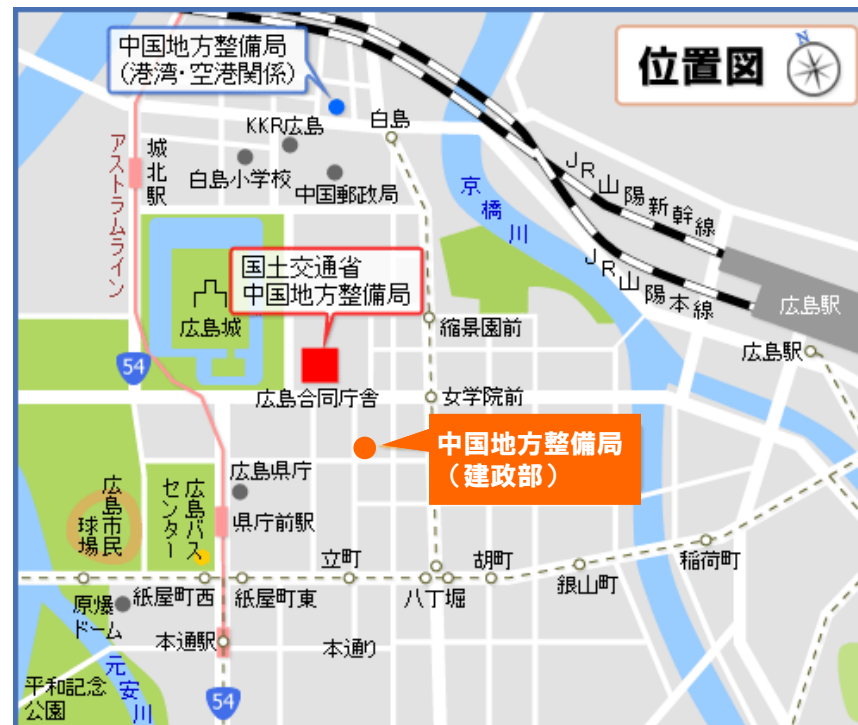 中国地方整備局
(港湾・空港関係)
位置図
N
白島
KKR広島
城北駅
白島小学校
中国郵政局
アストラムライン
京橋川
JR山陽新幹線
国土交通省
中国地方整備局
JR山陽本線
広島駅
広島城
縮景園前
広島駅
54
広島合同庁舎
女学院前
中国地方整備局
（建政部）
広島県庁
広島市民
球場
広島バス
センター
県庁前駅
立町
胡町
稲荷町
銀山町
八丁堀
紙屋町西
紙屋町東
原爆
ドーム
本通駅
本通り
元安川
平和記念
公園
54